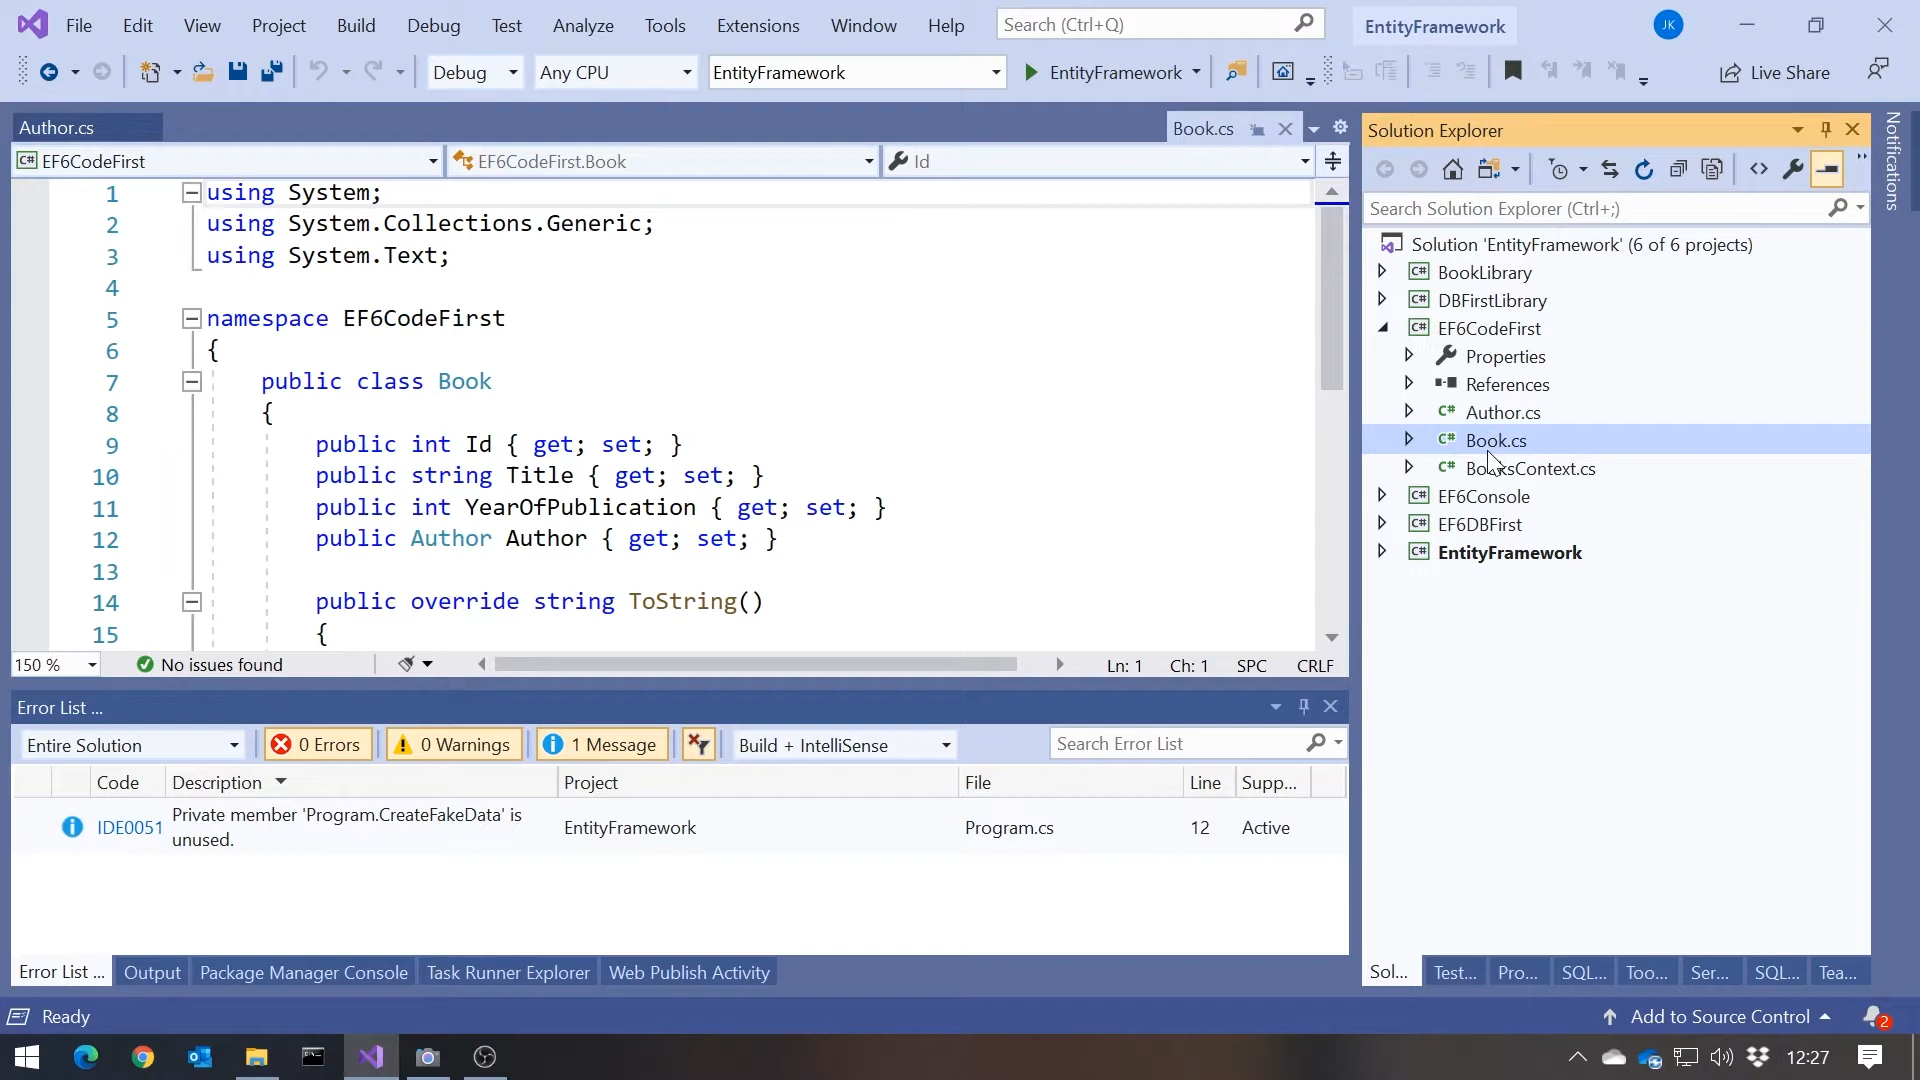 File Edit View Project Build Debug Test Analyze Tools Extensions Window Help Search (Ctrl+Q) EntityFramework JK
Debug Any CPU EntityFramework EntityFramework Live Share
Author.cs Book.cs
EF6CodeFirst EF6CodeFirst.Book Id
1 using System;
2 using System.Collections.Generic;
3 using System.Text;
4
5 namespace EF6CodeFirst
6 {
7 public class Book
8 {
9 public int Id { get; set; }
10 public string Title { get; set; }
11 public int YearOfPublication { get; set; }
12 public Author Author { get; set; }
13
14 public override string ToString()
15 {
150 % No issues found Ln: 1 Ch: 1 SPC CRLF
Error List ...
Entire Solution 0 Errors 0 Warnings 1 Message Build + IntelliSense Search Error List
Code Description Project File Line Supp...
IDE0051 Private member 'Program.CreateFakeData' is
unused. EntityFramework Program.cs 12 Active
Error List ... Output Package Manager Console Task Runner Explorer Web Publish Activity
Solution Explorer
Search Solution Explorer (Ctrl+;)
Solution 'EntityFramework' (6 of 6 projects)
C# BookLibrary
C# DBFirstLibrary
C# EF6CodeFirst
Properties
References
C# Author.cs
C# Book.cs
C# BooksContext.cs
C# EF6Console
C# EF6DBFirst
C# EntityFramework
Sol... Test... Pro... SQL... Too... Ser... SQL... Tea...
Notifications
Ready Add to Source Control 2
12:27